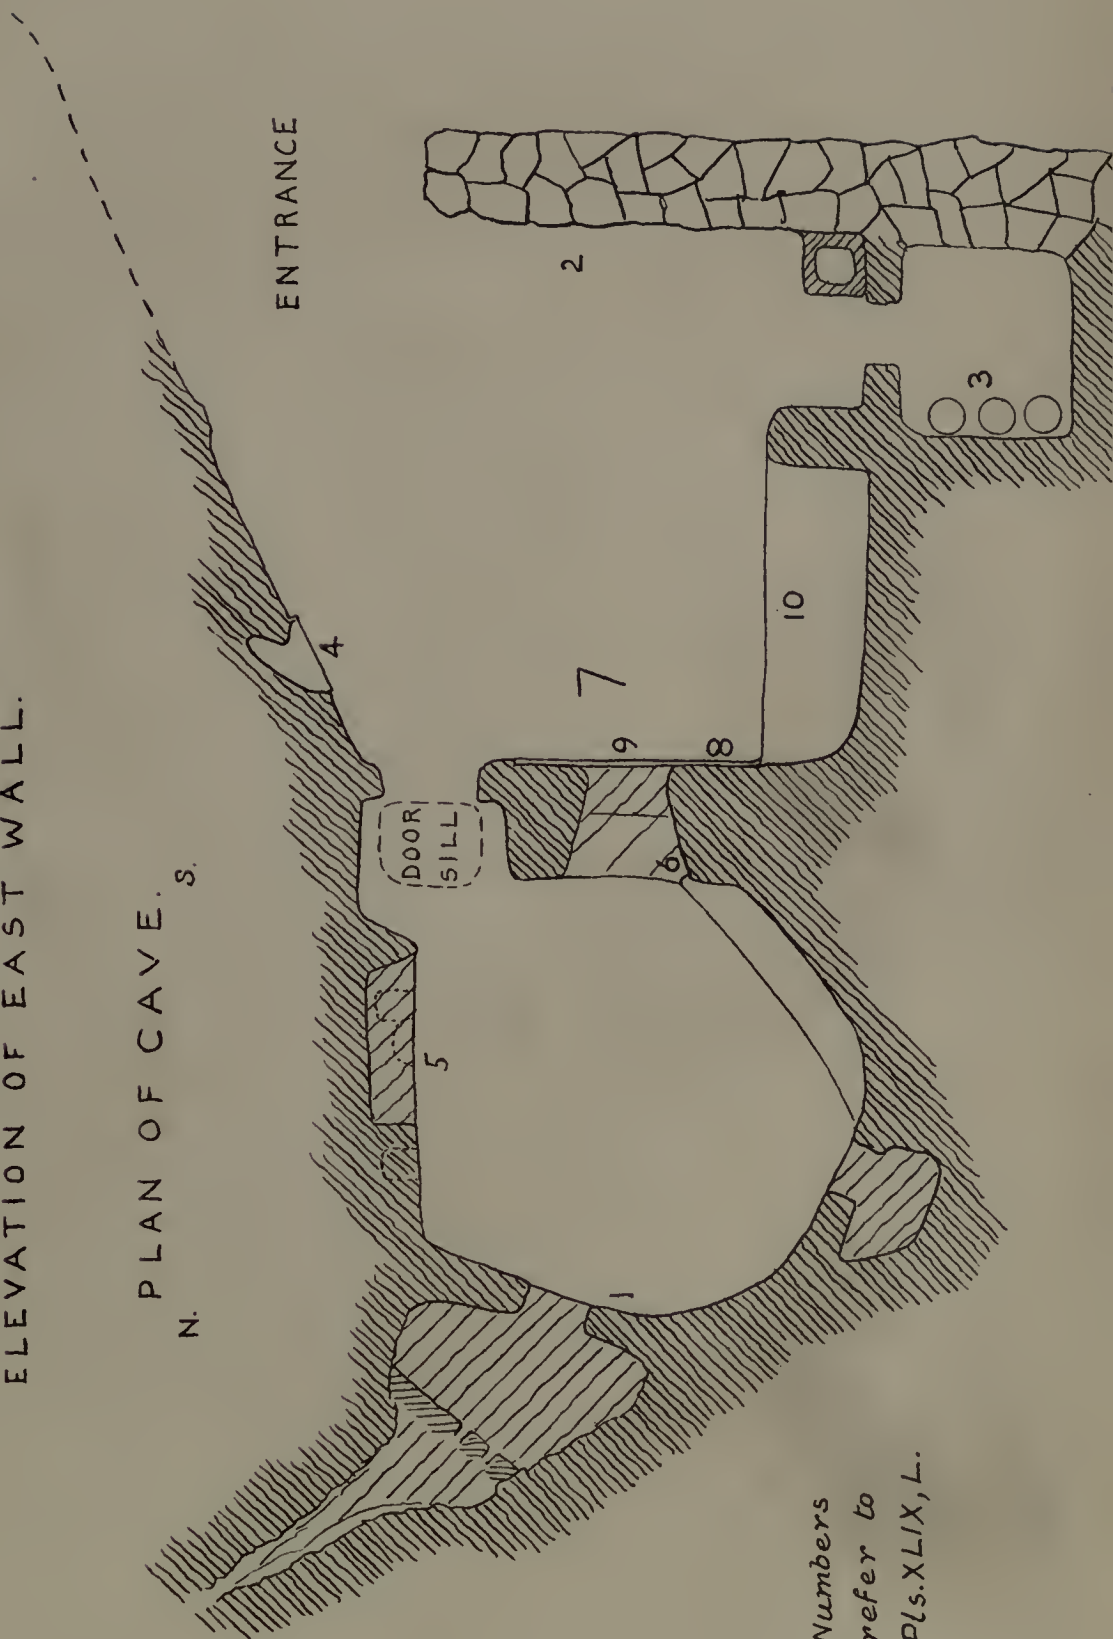 ELEVATION OF EAST WALL.
PLAN OF CAVE.
N.
S.
ENTRANCE
2
3
4
DOOR
SILL
5
6
7
8
9
10
1
Numbers
refer to
Pls. XLIX, L.